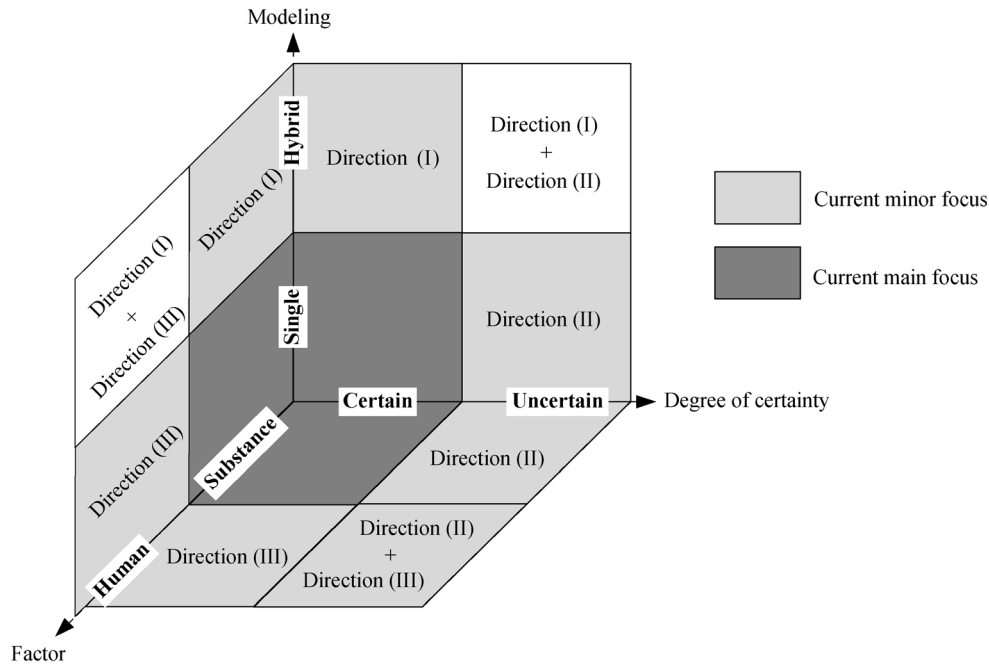 Modeling
Hybrid
Direction (I)
Direction (I)
+
Direction (II)
Direction (I)
Direction (I)
+
Direction (III)
Current minor focus
Current main focus
Single
Direction (II)
Certain
Uncertain
Degree of certainty
Direction (III)
Substance
Direction (II)
Human
Direction (III)
Direction (II)
+
Direction (III)
Factor